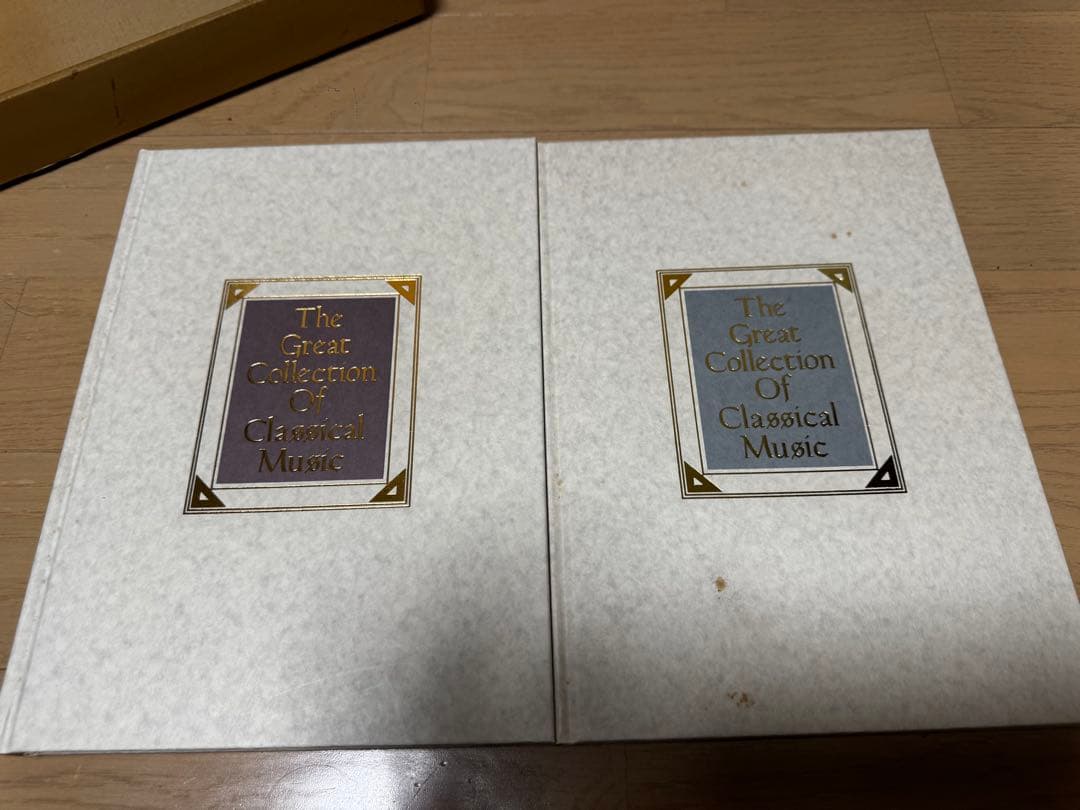 The
Great
Collection
Of
Classical
Music
The
Great
Collection
Of
Classical
Music